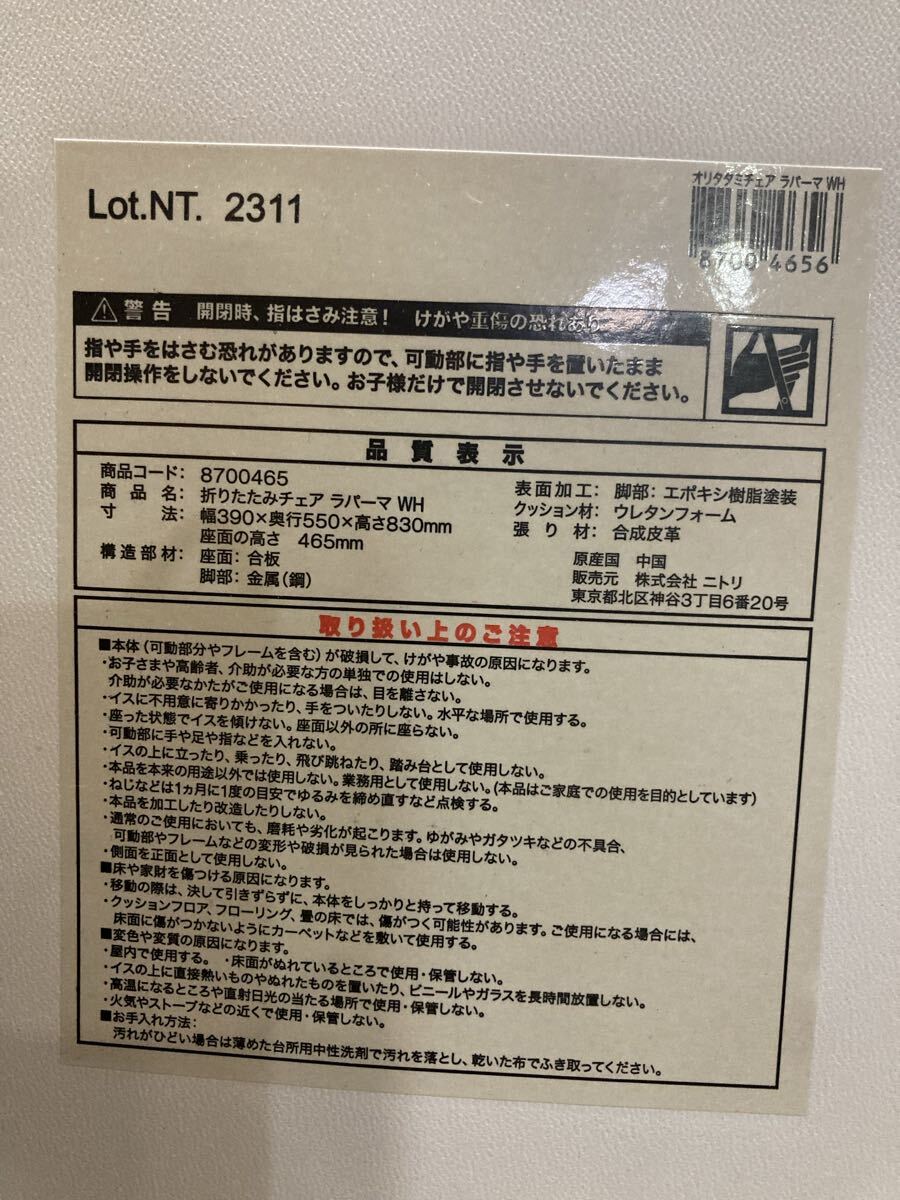 Lot.NT. 2311
オリタタミチェア ラパーマ WH
8700 4656
⚠警告 開閉時、指はさみ注意! けがや重傷の恐れあり
指や手をはさむ恐れがありますので、可動部に指や手を置いたまま
開閉操作をしないでください。お子様だけで開閉させないでください。
品質表示
商品コード: 8700465
商品名: 折りたたみチェア ラパーマ WH
寸法: 幅390×奥行550×高さ830mm
座面の高さ 465mm
構造部材: 座面: 合板
脚部: 金属(鋼)
表面加工: 脚部: エポキシ樹脂塗装
クッション材: ウレタンフォーム
張り材: 合成皮革
原産国 中国
販売元 株式会社 ニトリ
東京都北区神谷3丁目6番20号
取り扱い上のご注意
■本体(可動部分やフレームを含む)が破損して、けがや事故の原因になります。
・お子さまや高齢者、介助が必要な方の単独での使用はしない。
介助が必要なかたがご使用になる場合は、目を離さない。
・イスに不用意に寄りかかったり、手をついたりしない。水平な場所で使用する。
・座った状態でイスを傾けない。座面以外の所に座らない。
・可動部に手や足や指などを入れない。
・イスの上に立ったり、乗ったり、飛び跳ねたり、踏み台として使用しない。
・本品を本来の用途以外では使用しない。業務用として使用しない。(本品はご家庭での使用を目的としています)
・ねじなどは1ヵ月に1度の目安でゆるみを締め直すなど点検する。
・本品を加工したり改造したりしない。
・通常のご使用においても、磨耗や劣化が起こります。ゆがみやガタツキなどの不具合、
可動部やフレームなどの変形や破損が見られた場合は使用しない。
・側面を正面として使用しない。
■床や家財を傷つける原因になります。
・移動の際は、決して引きずらずに、本体をしっかりと持って移動する。
・クッションフロア、フローリング、畳の床では、傷がつく可能性があります。ご使用になる場合には、
床面に傷がつかないようにカーペットなどを敷いて使用する。
■変色や変質の原因になります。
・屋内で使用する。 ・床面がぬれているところで使用・保管しない。
・イスの上に直接熱いものやぬれたものを置いたり、ビニールやガラスを長時間放置しない。
・高温になるところや直射日光の当たる場所で使用・保管しない。
・火気やストーブなどの近くで使用・保管しない。
■お手入れ方法:
汚れがひどい場合は薄めた台所用中性洗剤で汚れを落とし、乾いた布でふき取ってください。